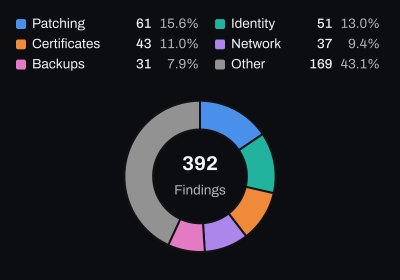 Patching 61 15.6% Identity 51 13.0%
Certificates 43 11.0% Network 37 9.4%
Backups 31 7.9% Other 169 43.1%
392
Findings